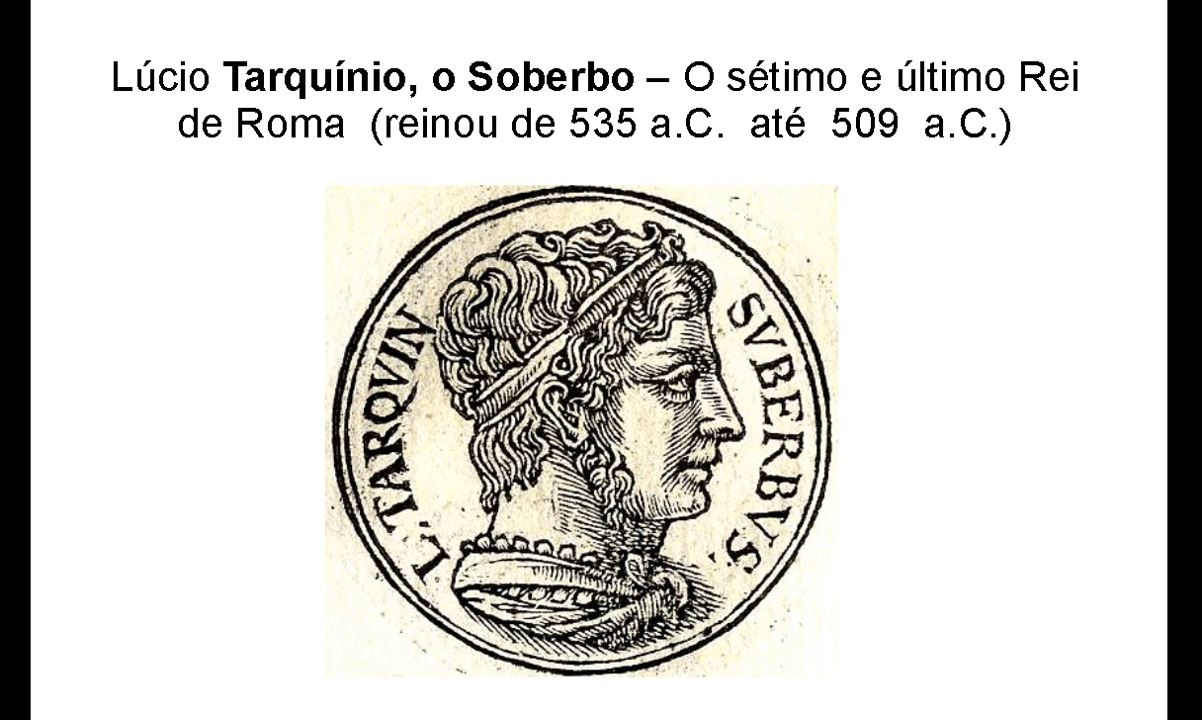 Lúcio Tarquínio, o Soberbo – O sétimo e último Rei
de Roma (reinou de 535 a.C. até 509 a.C.)
L. TARQVIN
SVBERBVS.